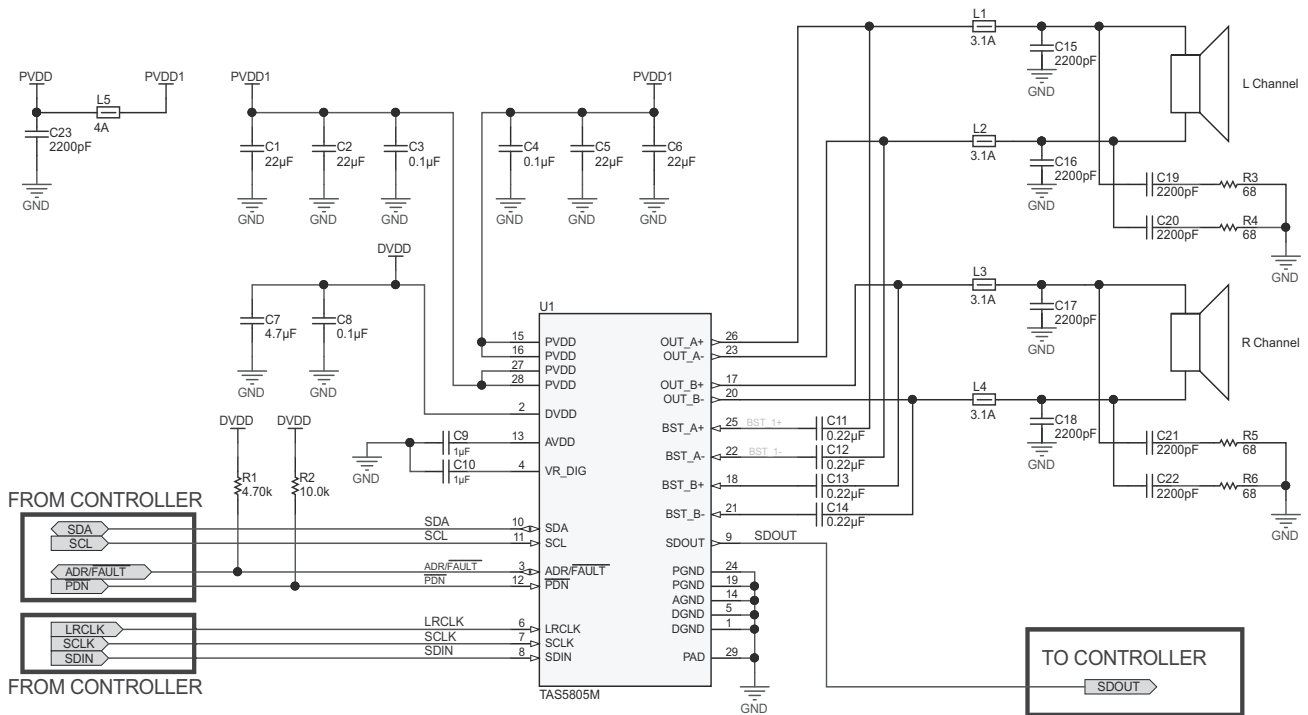 PVDD
PVDD1
L5
4A
C23
2200pF
GND
PVDD1
C1
22µF
C2
22µF
C3
0.1µF
GND
GND
GND
PVDD1
C4
0.1µF
C5
22µF
C6
22µF
GND
GND
GND
L1
3.1A
C15
2200pF
GND
L Channel
L2
3.1A
C16
2200pF
GND
C19
2200pF
R3
68
C20
2200pF
R4
68
GND
L3
3.1A
C17
2200pF
GND
R Channel
L4
3.1A
C18
2200pF
GND
C21
2200pF
R5
68
C22
2200pF
R6
68
GND
DVDD
C7
4.7µF
C8
0.1µF
GND
GND
DVDD
DVDD
R1
4.70k
R2
10.0k
GND
C9
1µF
C10
1µF
U1
15 PVDD
16 PVDD
27 PVDD
28 PVDD
2 DVDD
13 AVDD
4 VR_DIG
SDA 10 SDA
SCL 11 SCL
ADR/FAULT 3 ADR/FAULT
PDN 12 PDN
LRCLK 6 LRCLK
SCLK 7 SCLK
SDIN 8 SDIN
OUT_A+ 26
OUT_A- 23
OUT_B+ 17
OUT_B- 20
BST_A+ 25 BST_1+
C11
0.22µF
BST_A- 22 BST_1-
C12
0.22µF
BST_B+ 18
C13
0.22µF
BST_B- 21
C14
0.22µF
SDOUT 9 SDOUT
PGND 24
PGND 19
AGND 14
DGND 5
DGND 1
PAD 29
GND
TAS5805M
FROM CONTROLLER
SDA
SCL
ADR/FAULT
PDN
LRCLK
SCLK
SDIN
FROM CONTROLLER
TO CONTROLLER
SDOUT